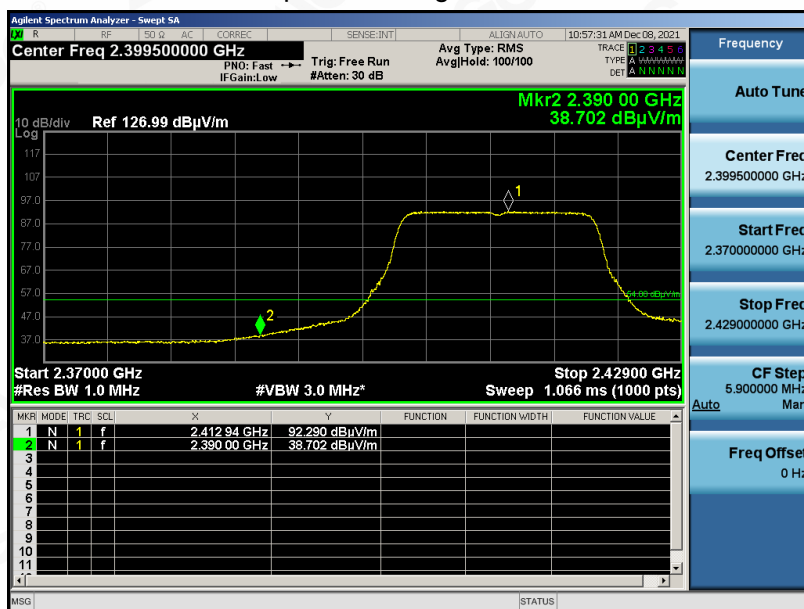 Agilent Spectrum Analyzer - Swept SA
LXI R RF 50 Ω AC CORREC SENSE:INT ALIGN AUTO 10:57:31 AM Dec 08, 2021
Center Freq 2.399500000 GHz
PNO: Fast
IFGain:Low
Trig: Free Run
#Atten: 30 dB
Avg Type: RMS
Avg|Hold: 100/100
TRACE 1 2 3 4 5 6
TYPE A
DET A N N N N N
Mkr2 2.390 00 GHz
38.702 dBµV/m
10 dB/div Ref 126.99 dBµV/m
Log
117
107
97.0
87.0
77.0
67.0
57.0
47.0
37.0
1
2
54.00 dBµV/m
Start 2.37000 GHz Stop 2.42900 GHz
#Res BW 1.0 MHz #VBW 3.0 MHz* Sweep 1.066 ms (1000 pts)
MKR MODE TRC SCL X Y FUNCTION FUNCTION WIDTH FUNCTION VALUE
1 N 1 f 2.412 94 GHz 92.290 dBµV/m
2 N 1 f 2.390 00 GHz 38.702 dBµV/m
3
4
5
6
7
8
9
10
11
MSG STATUS
Frequency
Auto Tune
Center Freq
2.399500000 GHz
Start Freq
2.370000000 GHz
Stop Freq
2.429000000 GHz
CF Step
5.900000 MHz
Auto Man
Freq Offset
0 Hz